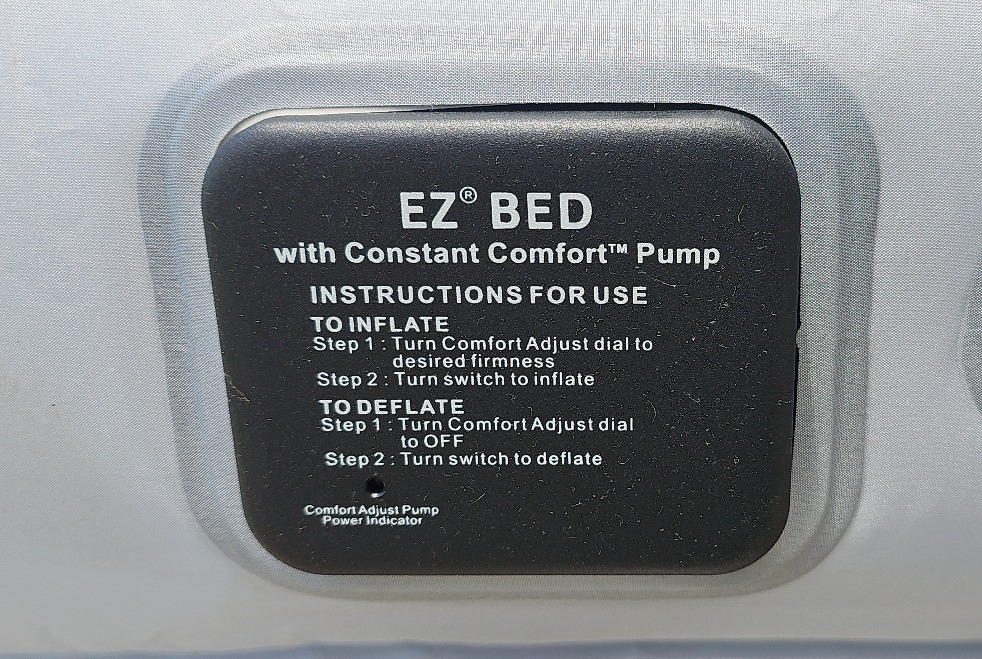 EZ® BED
with Constant Comfort™ Pump
INSTRUCTIONS FOR USE
TO INFLATE
Step 1 : Turn Comfort Adjust dial to
desired firmness
Step 2 : Turn switch to inflate
TO DEFLATE
Step 1 : Turn Comfort Adjust dial
to OFF
Step 2 : Turn switch to deflate
Comfort Adjust Pump
Power Indicator